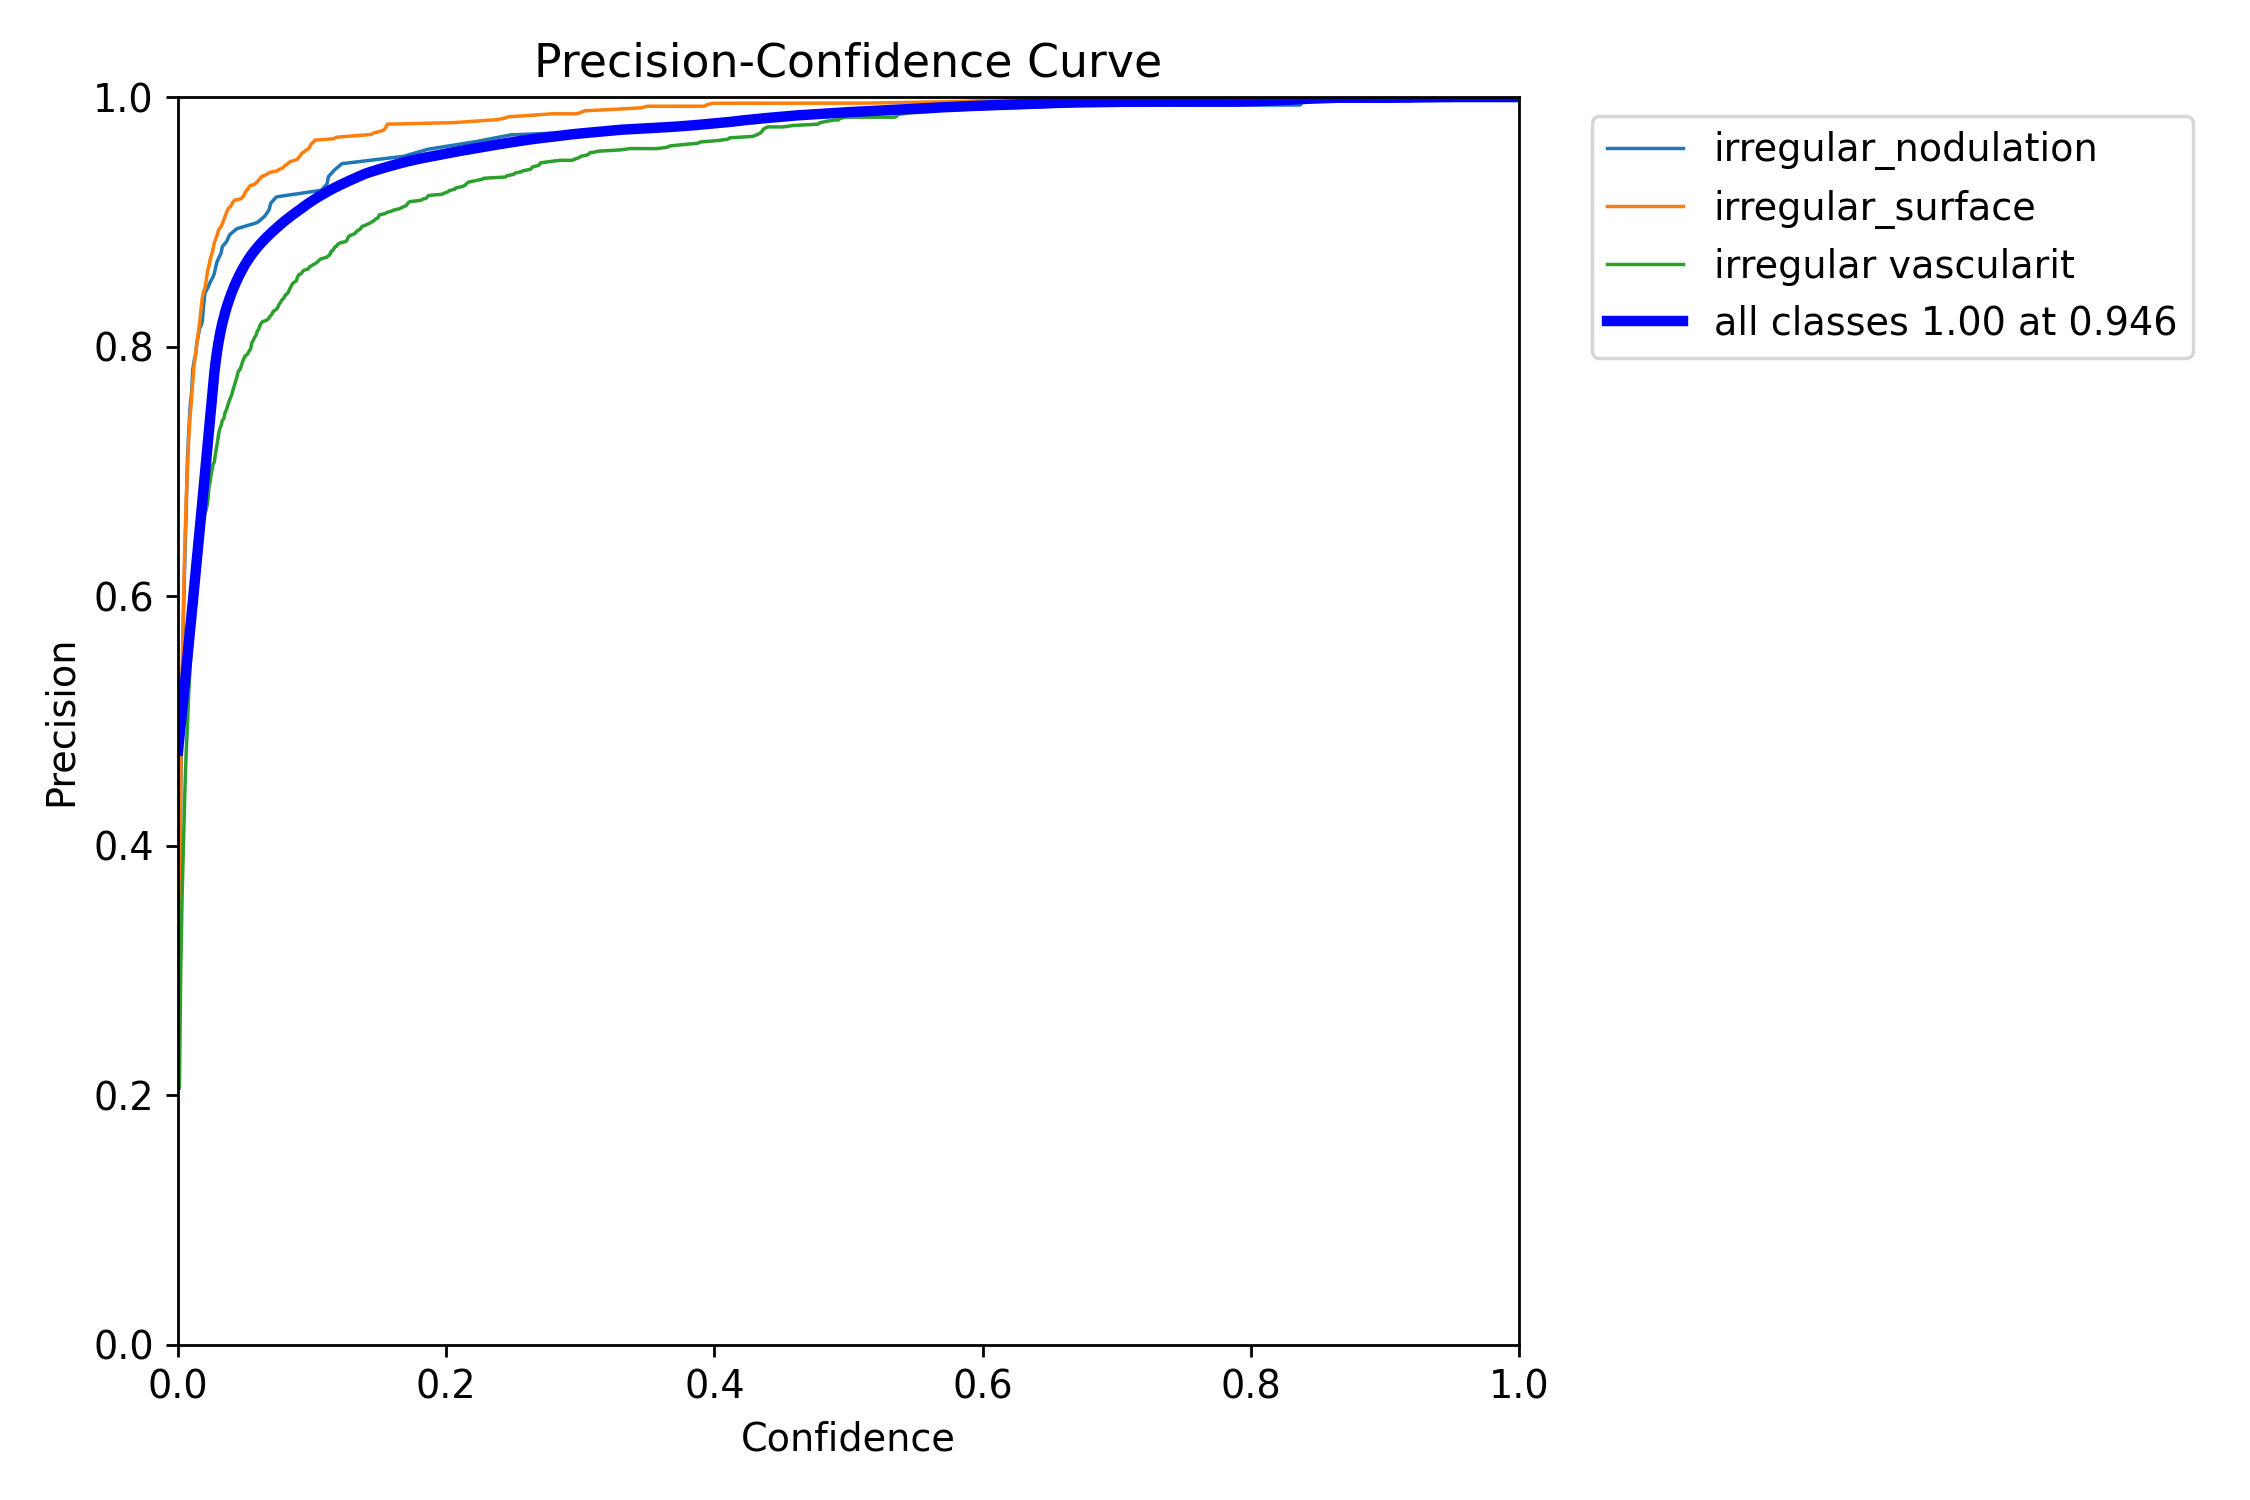 Precision-Confidence Curve
1.0
0.8
0.6
0.4
0.2
0.0
Precision
0.0 0.2 0.4 0.6 0.8 1.0
Confidence
irregular_nodulation
irregular_surface
irregular vascularit
all classes 1.00 at 0.946